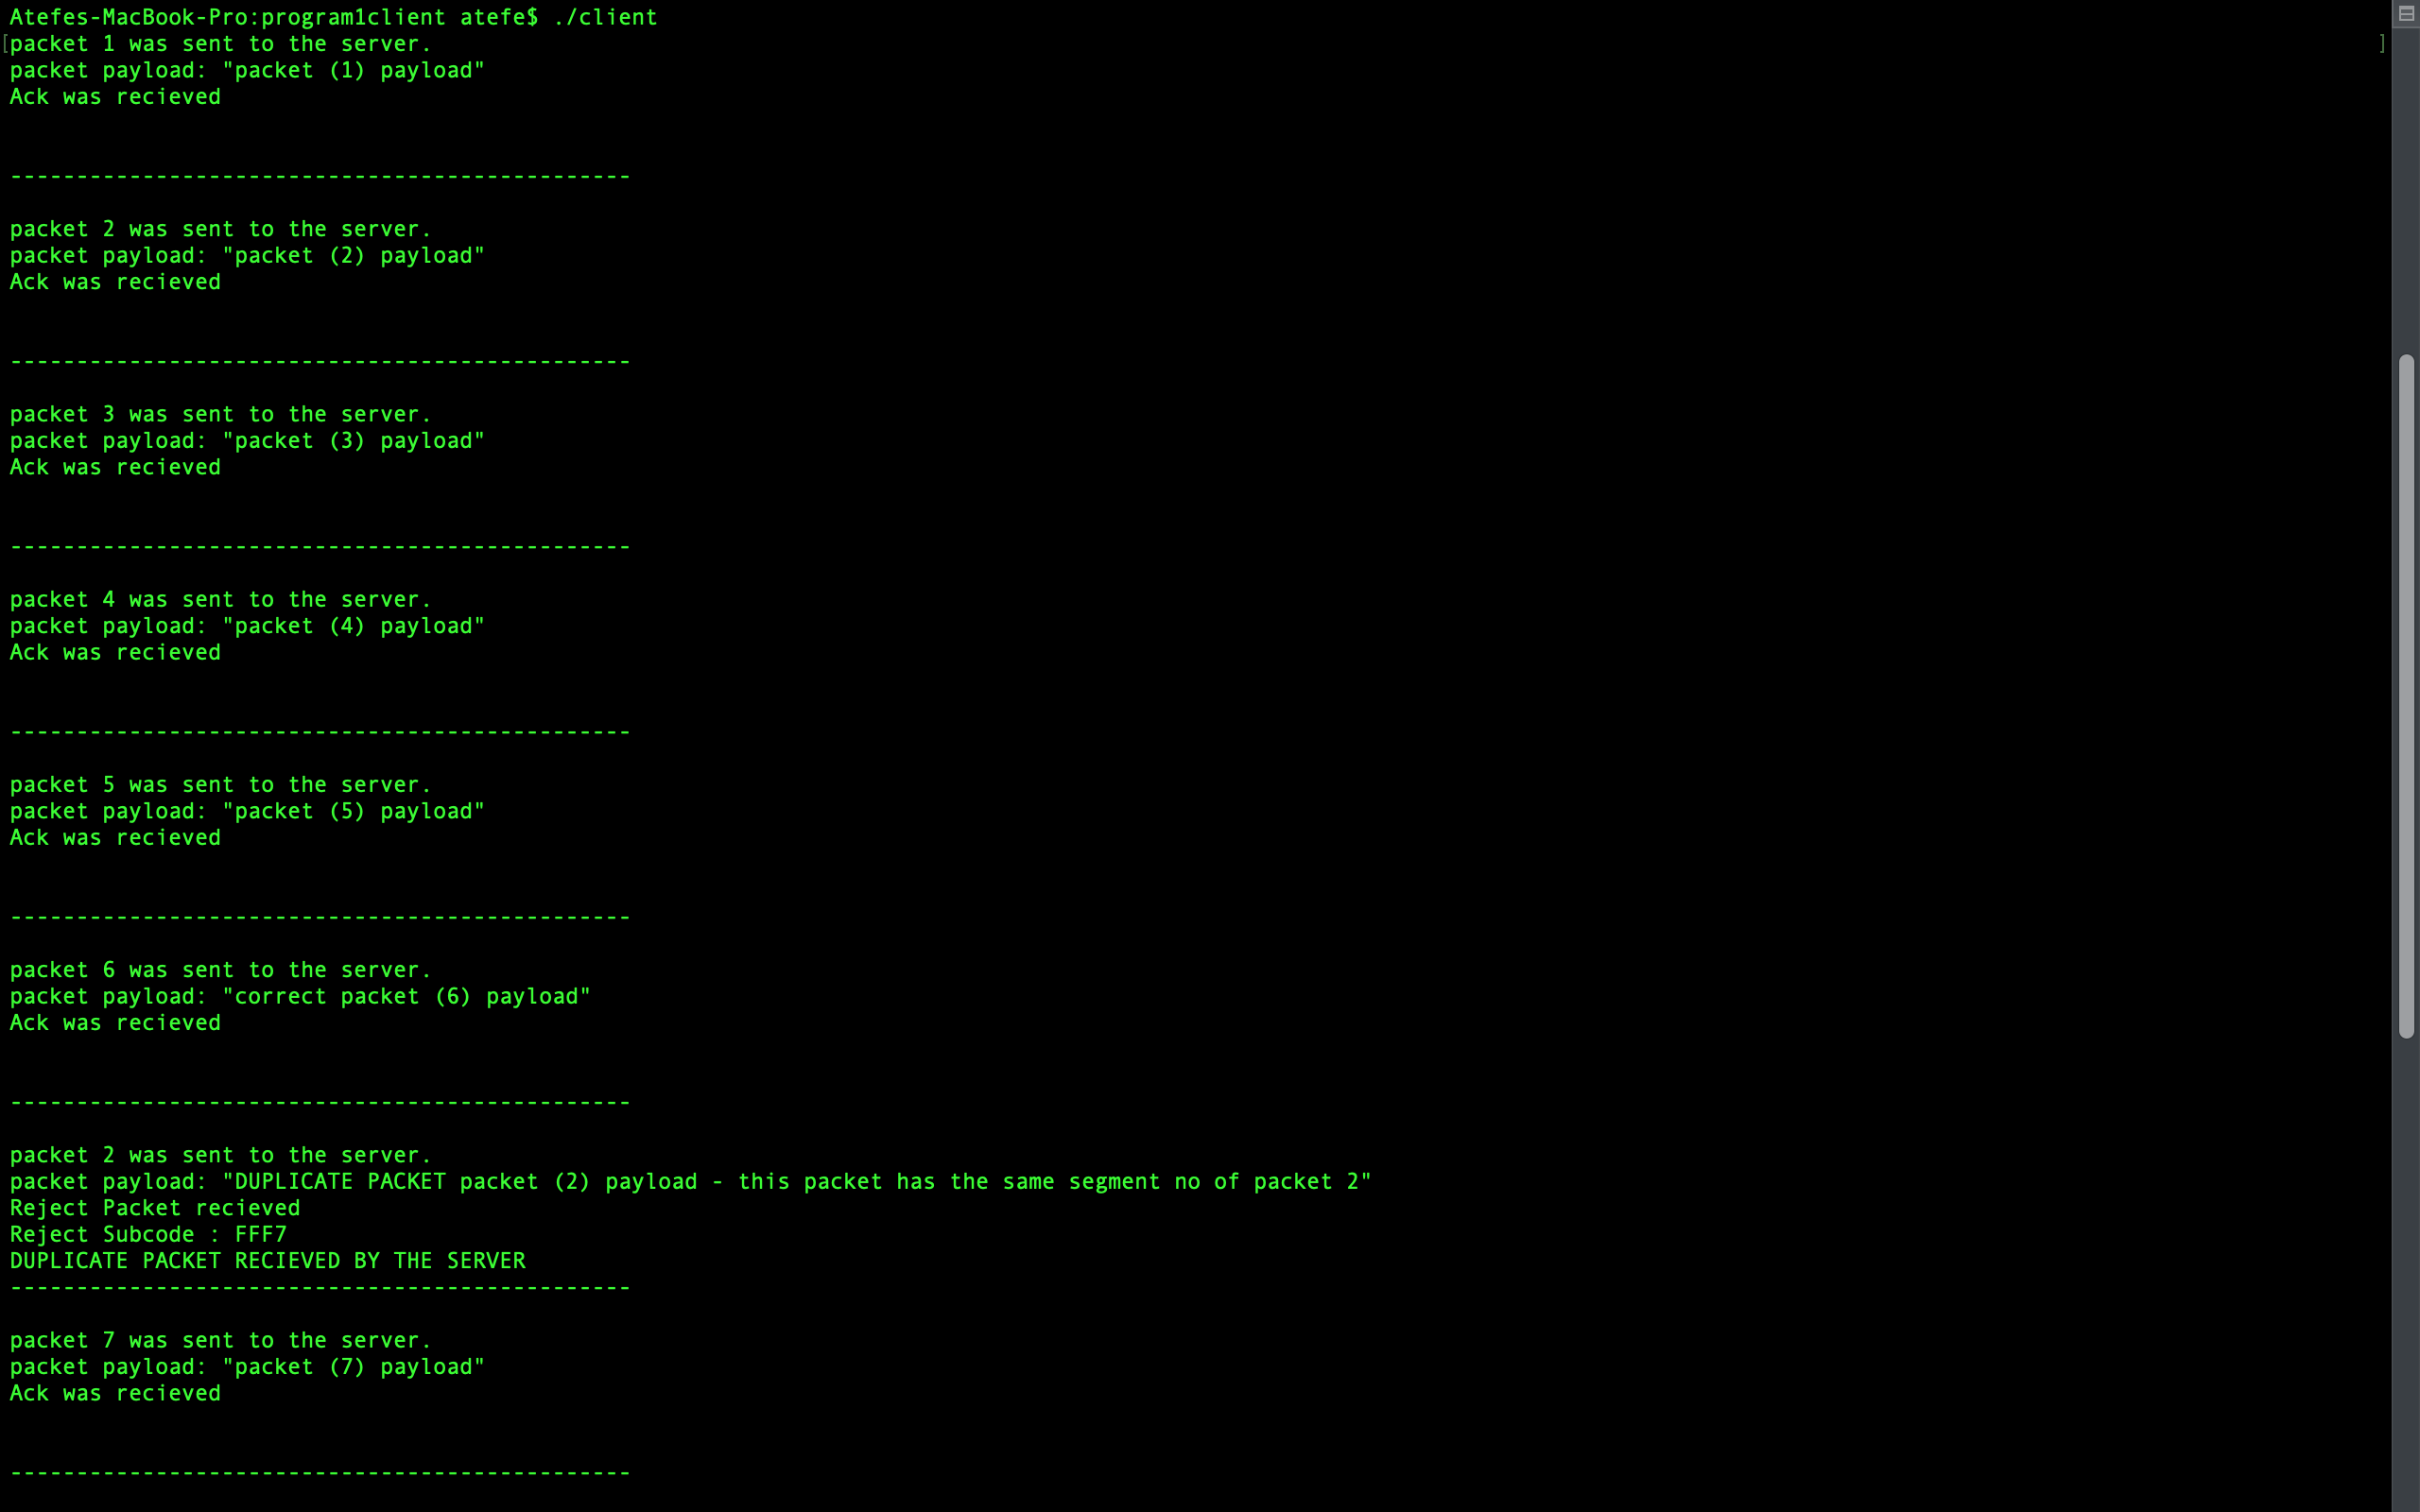 Atefes-MacBook-Pro:program1client atefe$ ./client
[packet 1 was sent to the server. ]
packet payload: "packet (1) payload"
Ack was recieved
-----------------------------------------------
packet 2 was sent to the server.
packet payload: "packet (2) payload"
Ack was recieved
-----------------------------------------------
packet 3 was sent to the server.
packet payload: "packet (3) payload"
Ack was recieved
-----------------------------------------------
packet 4 was sent to the server.
packet payload: "packet (4) payload"
Ack was recieved
-----------------------------------------------
packet 5 was sent to the server.
packet payload: "packet (5) payload"
Ack was recieved
-----------------------------------------------
packet 6 was sent to the server.
packet payload: "correct packet (6) payload"
Ack was recieved
-----------------------------------------------
packet 2 was sent to the server.
packet payload: "DUPLICATE PACKET packet (2) payload - this packet has the same segment no of packet 2"
Reject Packet recieved
Reject Subcode : FFF7
DUPLICATE PACKET RECIEVED BY THE SERVER
-----------------------------------------------
packet 7 was sent to the server.
packet payload: "packet (7) payload"
Ack was recieved
-----------------------------------------------